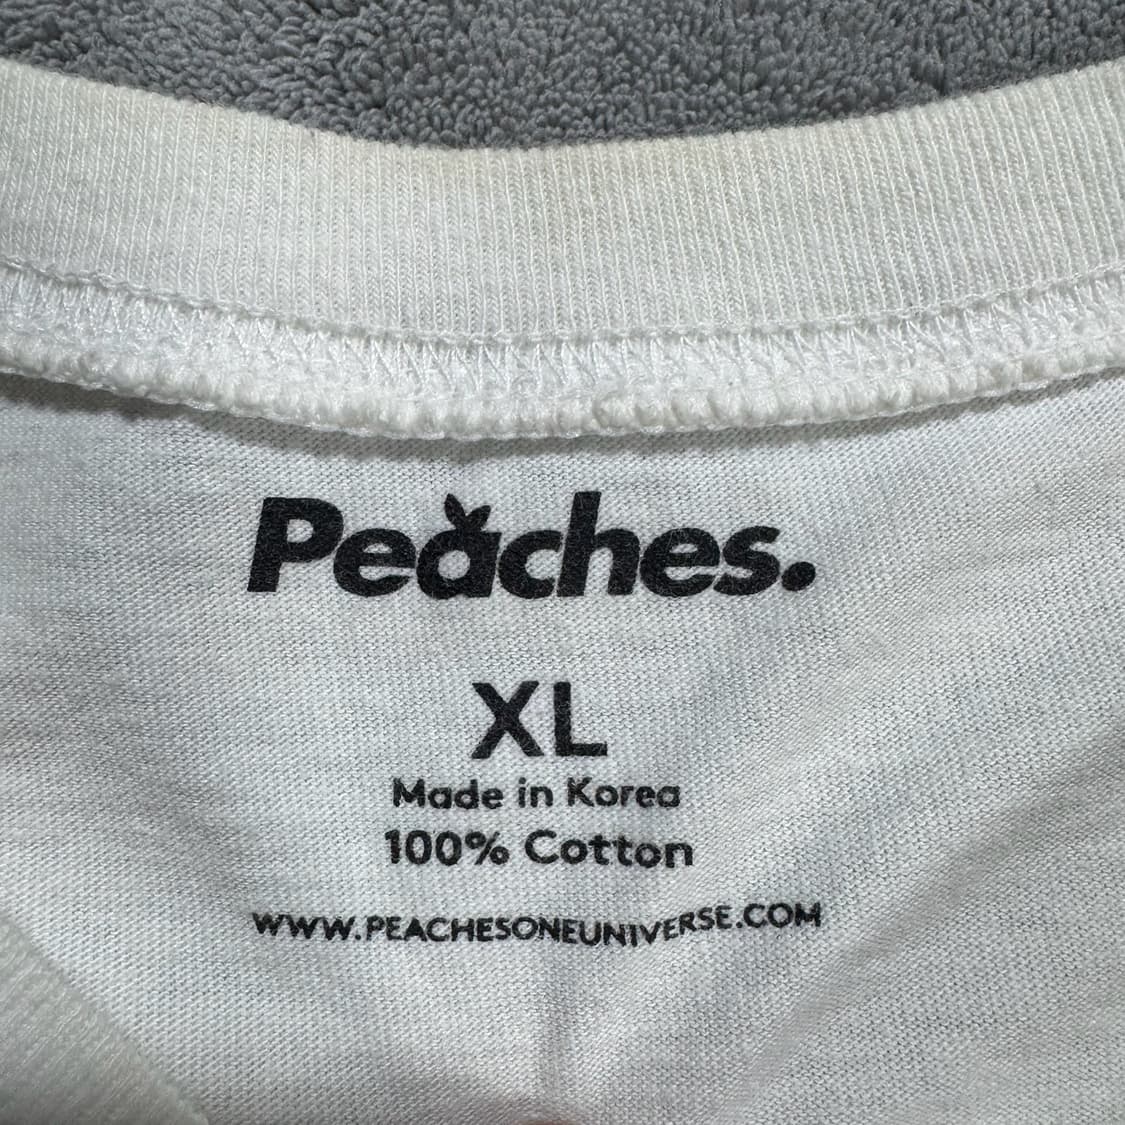 Peaches.
XL
Made in Korea
100% Cotton
WWW.PEACHESONEUNIVERSE.COM